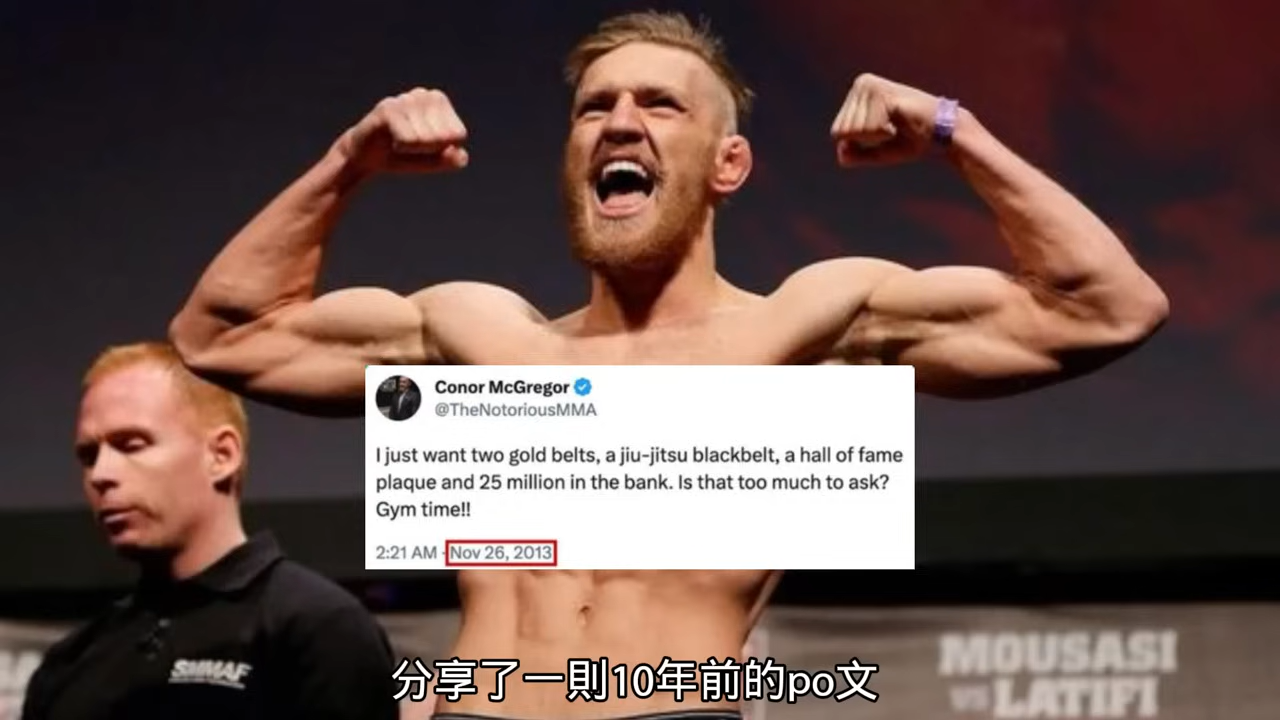 Conor McGregor
@TheNotoriousMMA
I just want two gold belts, a jiu-jitsu blackbelt, a hall of fame
plaque and 25 million in the bank. Is that too much to ask?
Gym time!!
2:21 AM · Nov 26, 2013
SMMAF
MOUSASI
VS LATIFI
分享了一則10年前的po文